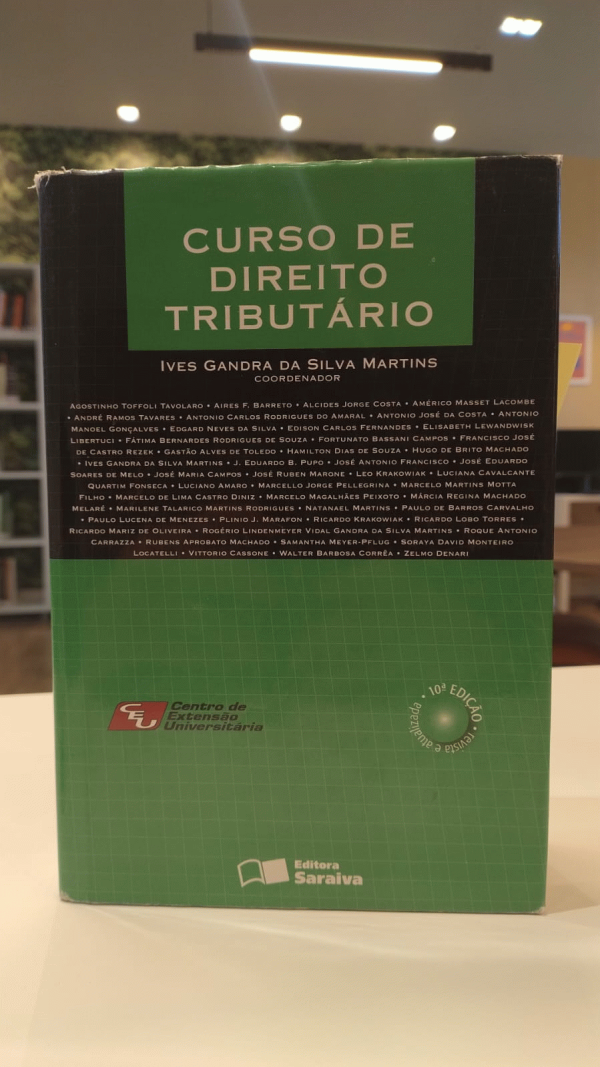 CURSO DE
DIREITO
TRIBUTÁRIO
IVES GANDRA DA SILVA MARTINS
COORDENADOR
AGOSTINHO TOFFOLI TAVOLARO • AIRES F. BARRETO • ALCIDES JORGE COSTA • AMÉRICO MASSET LACOMBE
• ANDRÉ RAMOS TAVARES • ANTONIO CARLOS RODRIGUES DO AMARAL • ANTONIO JOSÉ DA COSTA • ANTONIO
MANOEL GONÇALVES • EDGARD NEVES DA SILVA • EDISON CARLOS FERNANDES • ELISABETH LEWANDWISK
LIBERTUCI • FÁTIMA BERNARDES RODRIGUES DE SOUZA • FORTUNATO BASSANI CAMPOS • FRANCISCO JOSÉ
DE CASTRO REZEK • GASTÃO ALVES DE TOLEDO • HAMILTON DIAS DE SOUZA • HUGO DE BRITO MACHADO
• IVES GANDRA DA SILVA MARTINS • J. EDUARDO B. PUPO • JOSÉ ANTONIO FRANCISCO • JOSÉ EDUARDO
SOARES DE MELO • JOSÉ MARIA CAMPOS • JOSÉ RUBEN MARONE • LEO KRAKOWIAK • LUCIANA CAVALCANTE
QUARTIM FONSECA • LUCIANO AMARO • MARCELLO JORGE PELLEGRINA • MARCELO MARTINS MOTTA
FILHO • MARCELO DE LIMA CASTRO DINIZ • MARCELO MAGALHÃES PEIXOTO • MÁRCIA REGINA MACHADO
MELARÉ • MARILENE TALARICO MARTINS RODRIGUES • NATANAEL MARTINS • PAULO DE BARROS CARVALHO
• PAULO LUCENA DE MENEZES • PLINIO J. MARAFON • RICARDO KRAKOWIAK • RICARDO LOBO TORRES •
RICARDO MARIZ DE OLIVEIRA • ROGÉRIO LINDENMEYER VIDAL GANDRA DA SILVA MARTINS • ROQUE ANTONIO
CARRAZZA • RUBENS APROBATO MACHADO • SAMANTHA MEYER-PFLUG • SORAYA DAVID MONTEIRO
LOCATELLI • VITTORIO CASSONE • WALTER BARBOSA CORRÊA • ZELMO DENARI
CEU
Centro de
Extensão
Universitária
• 10ª EDIÇÃO • revista e atualizada
Editora
Saraiva